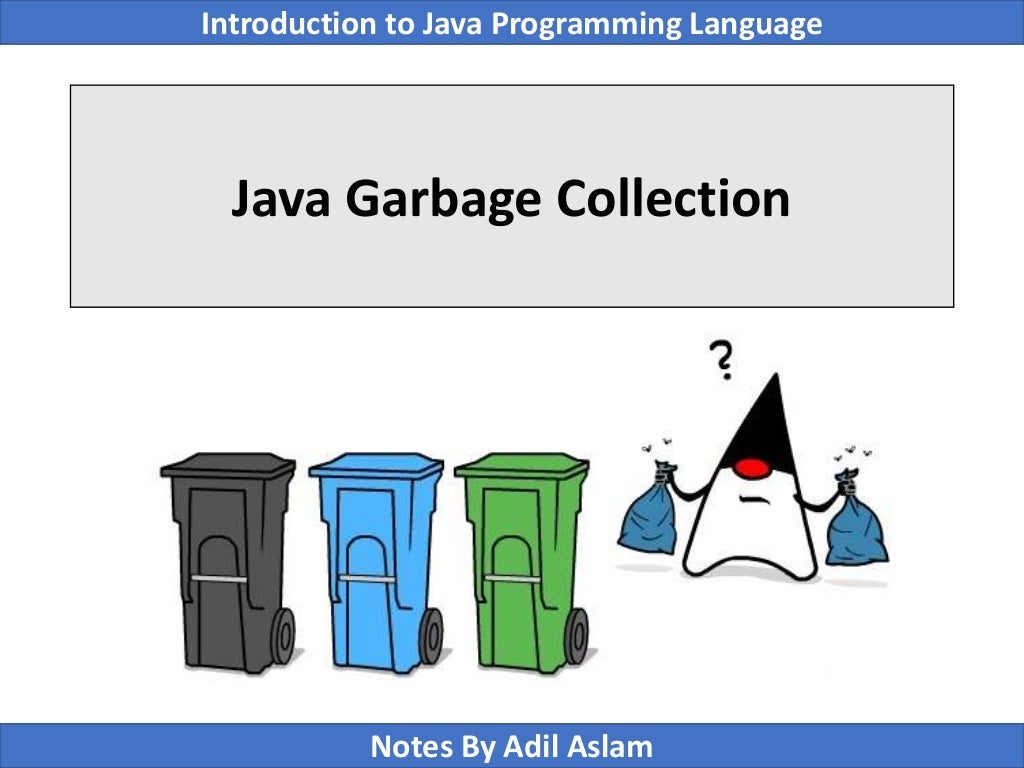 Introduction to Java Programming Language
Java Garbage Collection
?
Notes By Adil Aslam